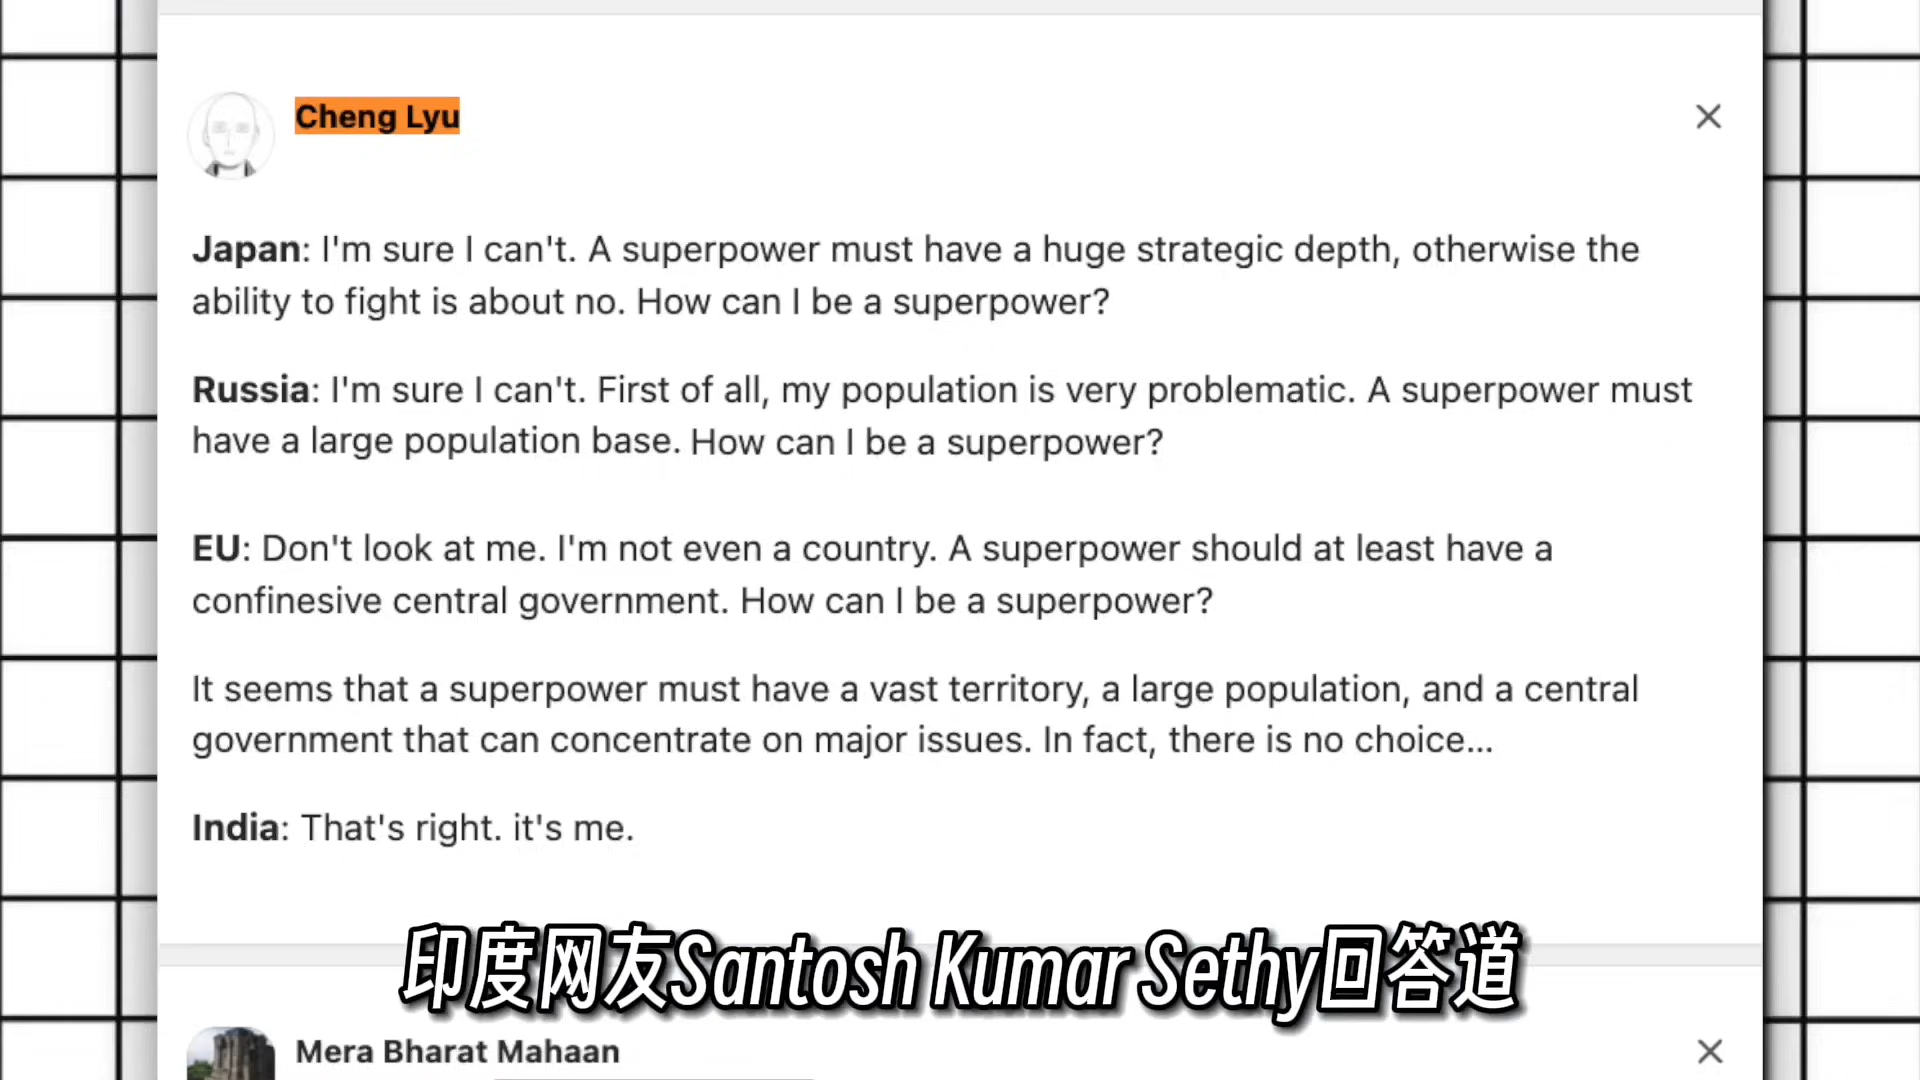 Cheng Lyu
Japan: I'm sure I can't. A superpower must have a huge strategic depth, otherwise the
ability to fight is about no. How can I be a superpower?
Russia: I'm sure I can't. First of all, my population is very problematic. A superpower must
have a large population base. How can I be a superpower?
EU: Don't look at me. I'm not even a country. A superpower should at least have a
confinesive central government. How can I be a superpower?
It seems that a superpower must have a vast territory, a large population, and a central
government that can concentrate on major issues. In fact, there is no choice...
India: That's right. it's me.
印度网友Santosh Kumar Sethy回答道
Mera Bharat Mahaan